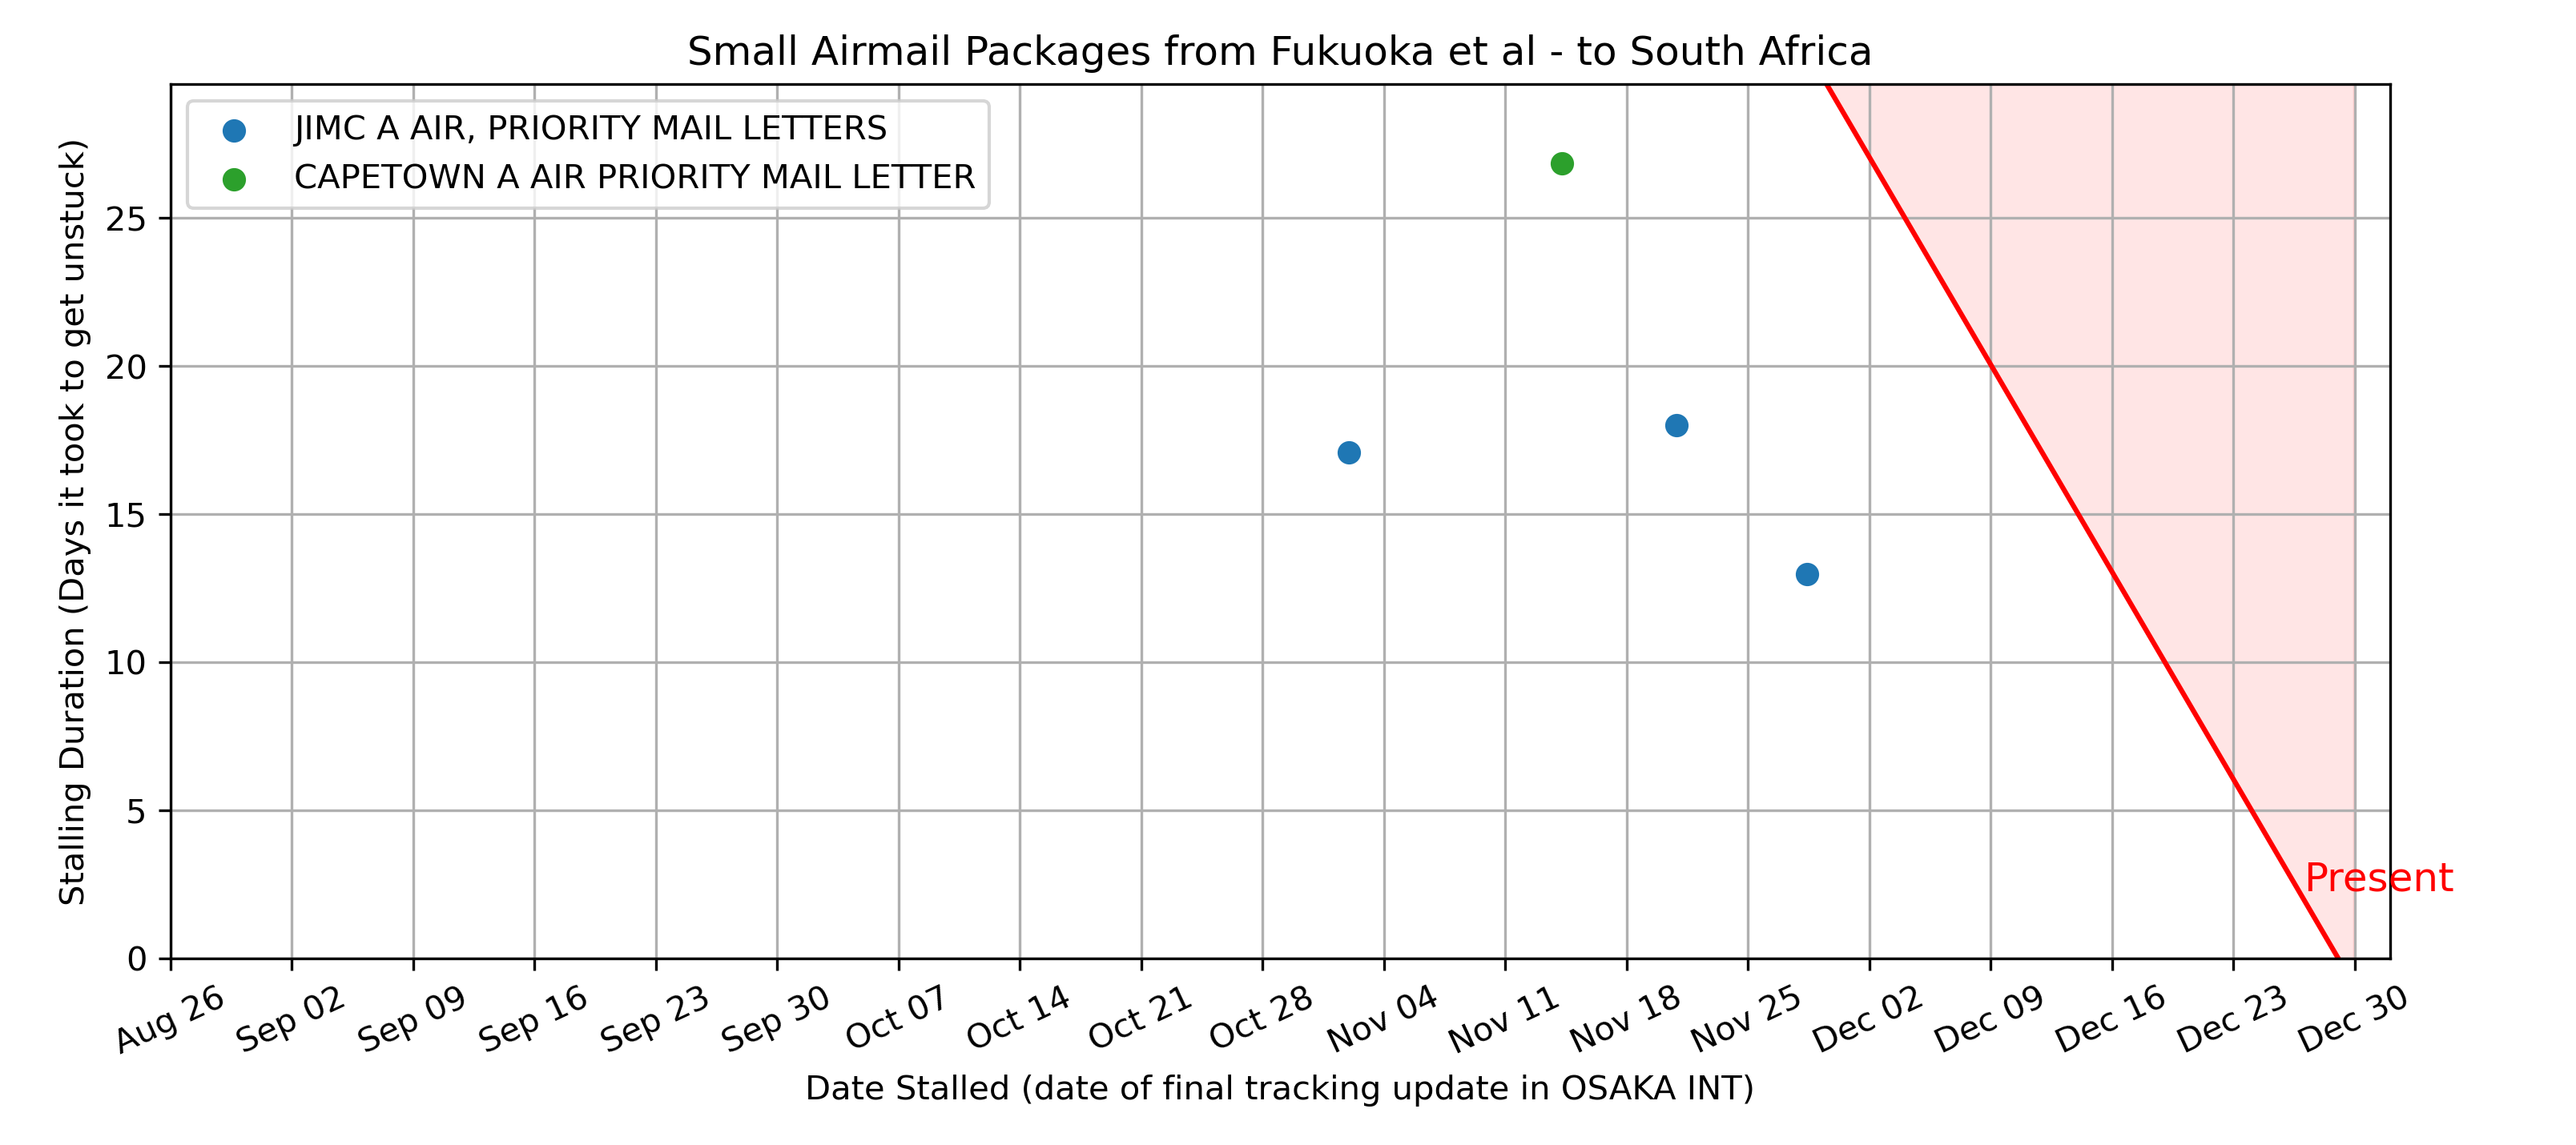 Small Airmail Packages from Fukuoka et al - to South Africa
JIMC A AIR, PRIORITY MAIL LETTERS
CAPETOWN A AIR PRIORITY MAIL LETTER
Stalling Duration (Days it took to get unstuck)
25
20
15
10
5
0
Present
Aug 26
Sep 02
Sep 09
Sep 16
Sep 23
Sep 30
Oct 07
Oct 14
Oct 21
Oct 28
Nov 04
Nov 11
Nov 18
Nov 25
Dec 02
Dec 09
Dec 16
Dec 23
Dec 30
Date Stalled (date of final tracking update in OSAKA INT)